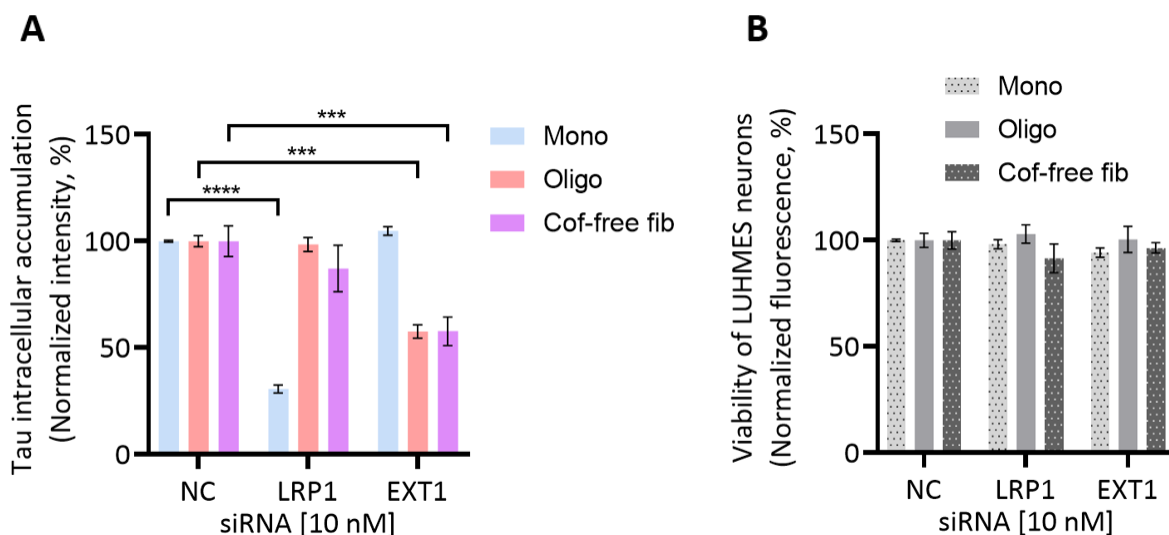 A
Tau intracellular accumulation
(Normalized intensity, %)
150
100
50
0
***
***
****
Mono
Oligo
Cof-free fib
NC LRP1 EXT1
siRNA [10 nM]
B
Viability of LUHMES neurons
(Normalized fluorescence, %)
150
100
50
0
Mono
Oligo
Cof-free fib
NC LRP1 EXT1
siRNA [10 nM]